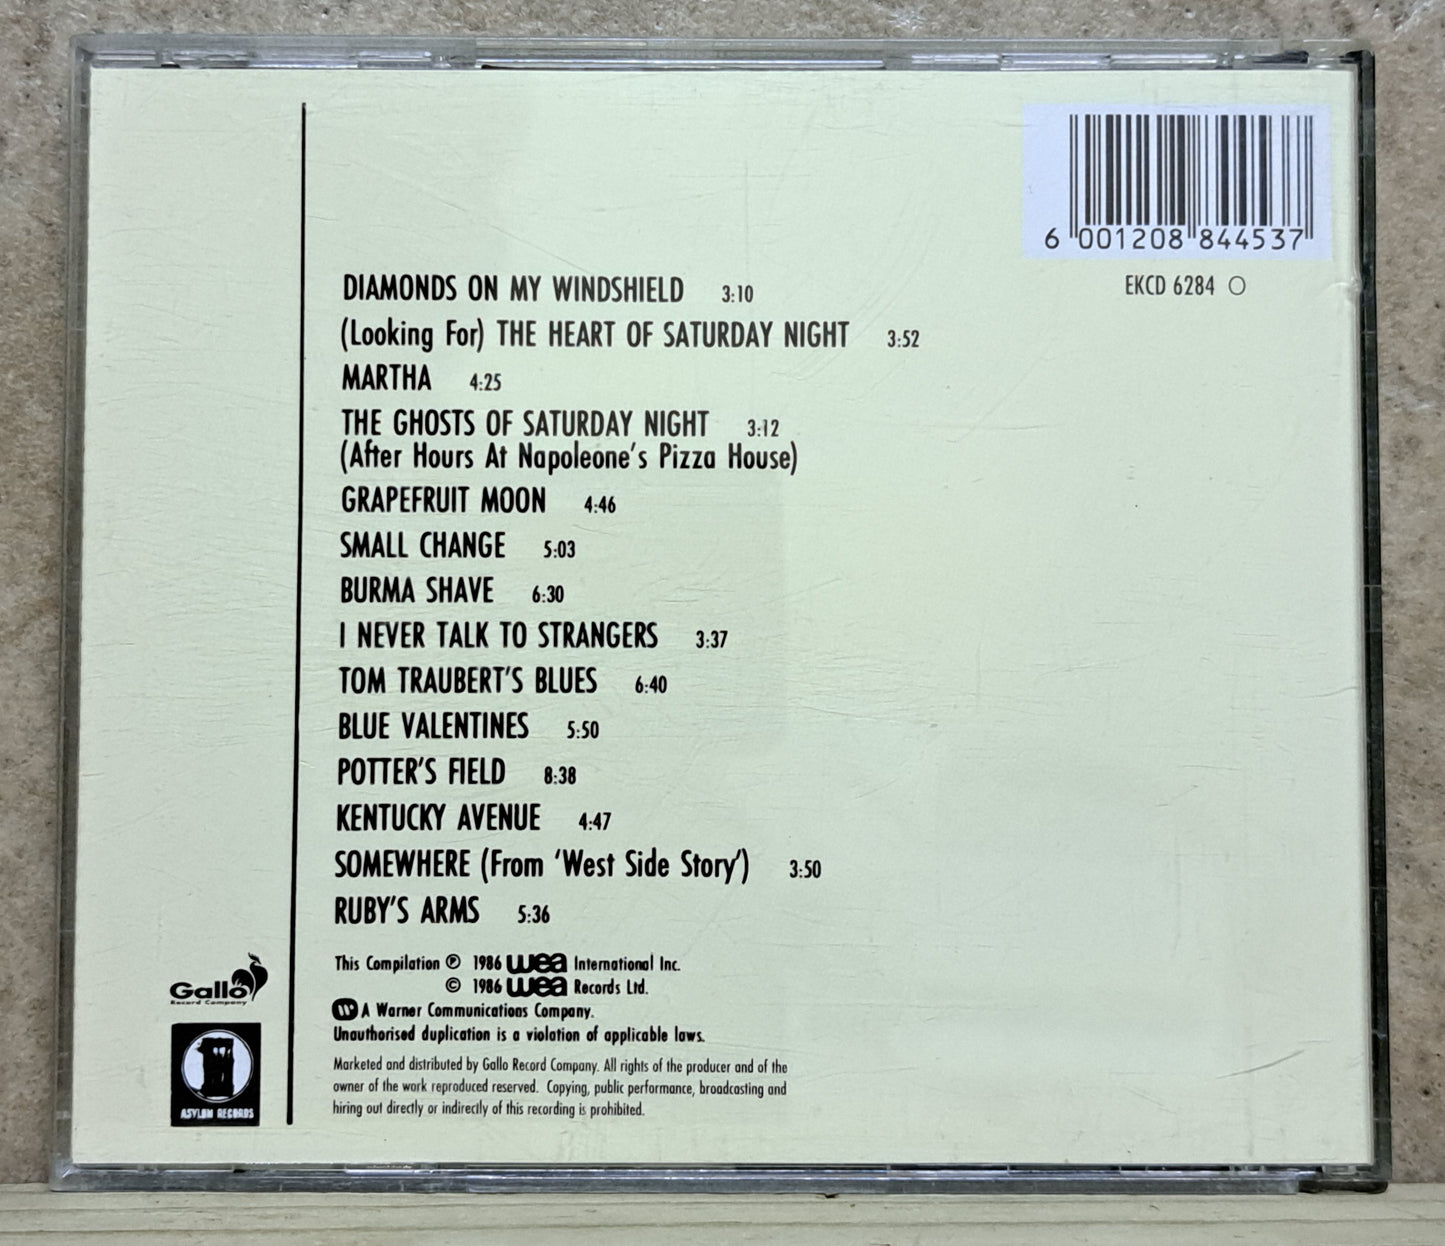 6 001208 844537
EKCD 6284 O
DIAMONDS ON MY WINDSHIELD 3:10
(Looking For) THE HEART OF SATURDAY NIGHT 3:52
MARTHA 4:25
THE GHOSTS OF SATURDAY NIGHT 3:12
(After Hours At Napoleone's Pizza House)
GRAPEFRUIT MOON 4:46
SMALL CHANGE 5:03
BURMA SHAVE 6:30
I NEVER TALK TO STRANGERS 3:37
TOM TRAUBERT'S BLUES 6:40
BLUE VALENTINES 5:50
POTTER'S FIELD 8:38
KENTUCKY AVENUE 4:47
SOMEWHERE (From 'West Side Story') 3:50
RUBY'S ARMS 5:36
This Compilation ℗ 1986 wea International Inc.
© 1986 wea Records Ltd.
W A Warner Communications Company.
Unauthorised duplication is a violation of applicable laws.
Marketed and distributed by Gallo Record Company. All rights of the producer and of the
owner of the work reproduced reserved. Copying, public performance, broadcasting and
hiring out directly or indirectly of this recording is prohibited.
Gallo
Record Company
ASYLUM RECORDS